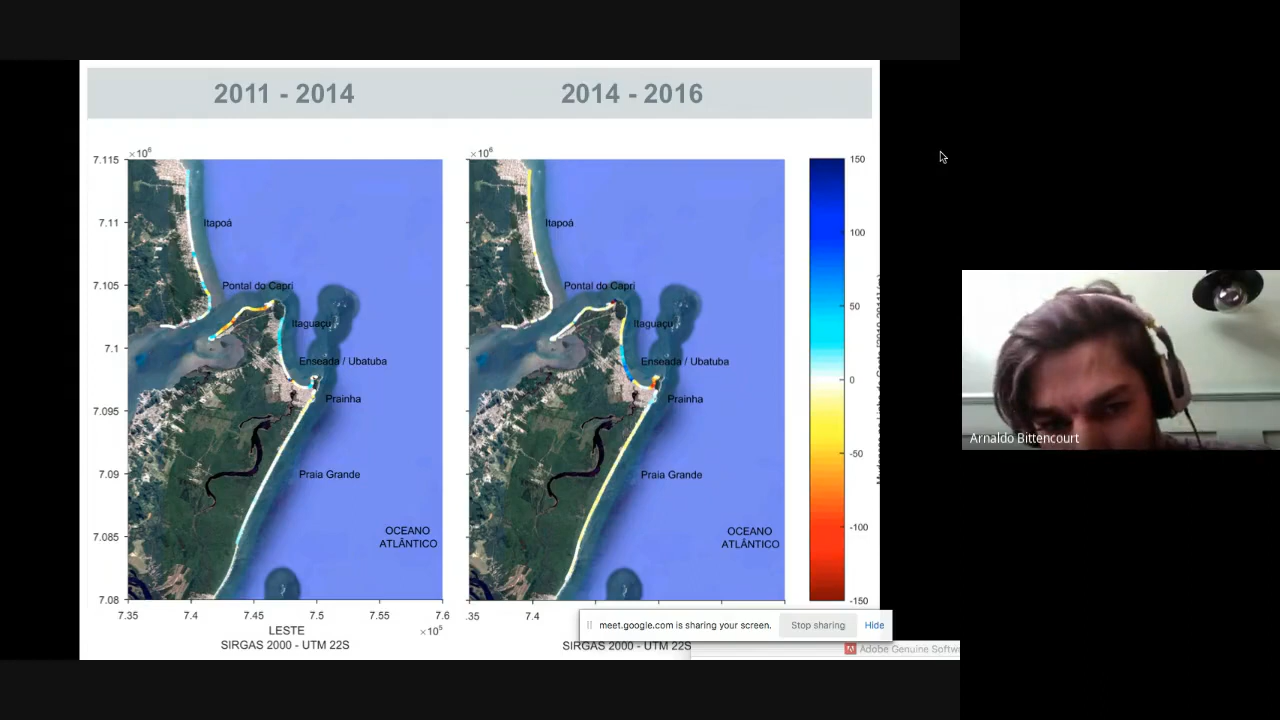 2011 - 2014
2014 - 2016
×10⁶
7.115
7.11
7.105
7.1
7.095
7.09
7.085
7.08
Itapoá
Pontal do Capri
Itaguaçu
Enseada / Ubatuba
Prainha
Praia Grande
OCEANO
ATLÂNTICO
7.35 7.4 7.45 7.5 7.55 7.6
×10⁵
LESTE
SIRGAS 2000 - UTM 22S
×10⁶
Itapoá
Pontal do Capri
Itaguaçu
Enseada / Ubatuba
Prainha
Praia Grande
OCEANO
ATLÂNTICO
.35 7.4
SIRGAS 2000 - UTM 22S
150
100
50
0
-50
-100
-150
meet.google.com is sharing your screen. Stop sharing Hide
Adobe Genuine Softw
Arnaldo Bittencourt